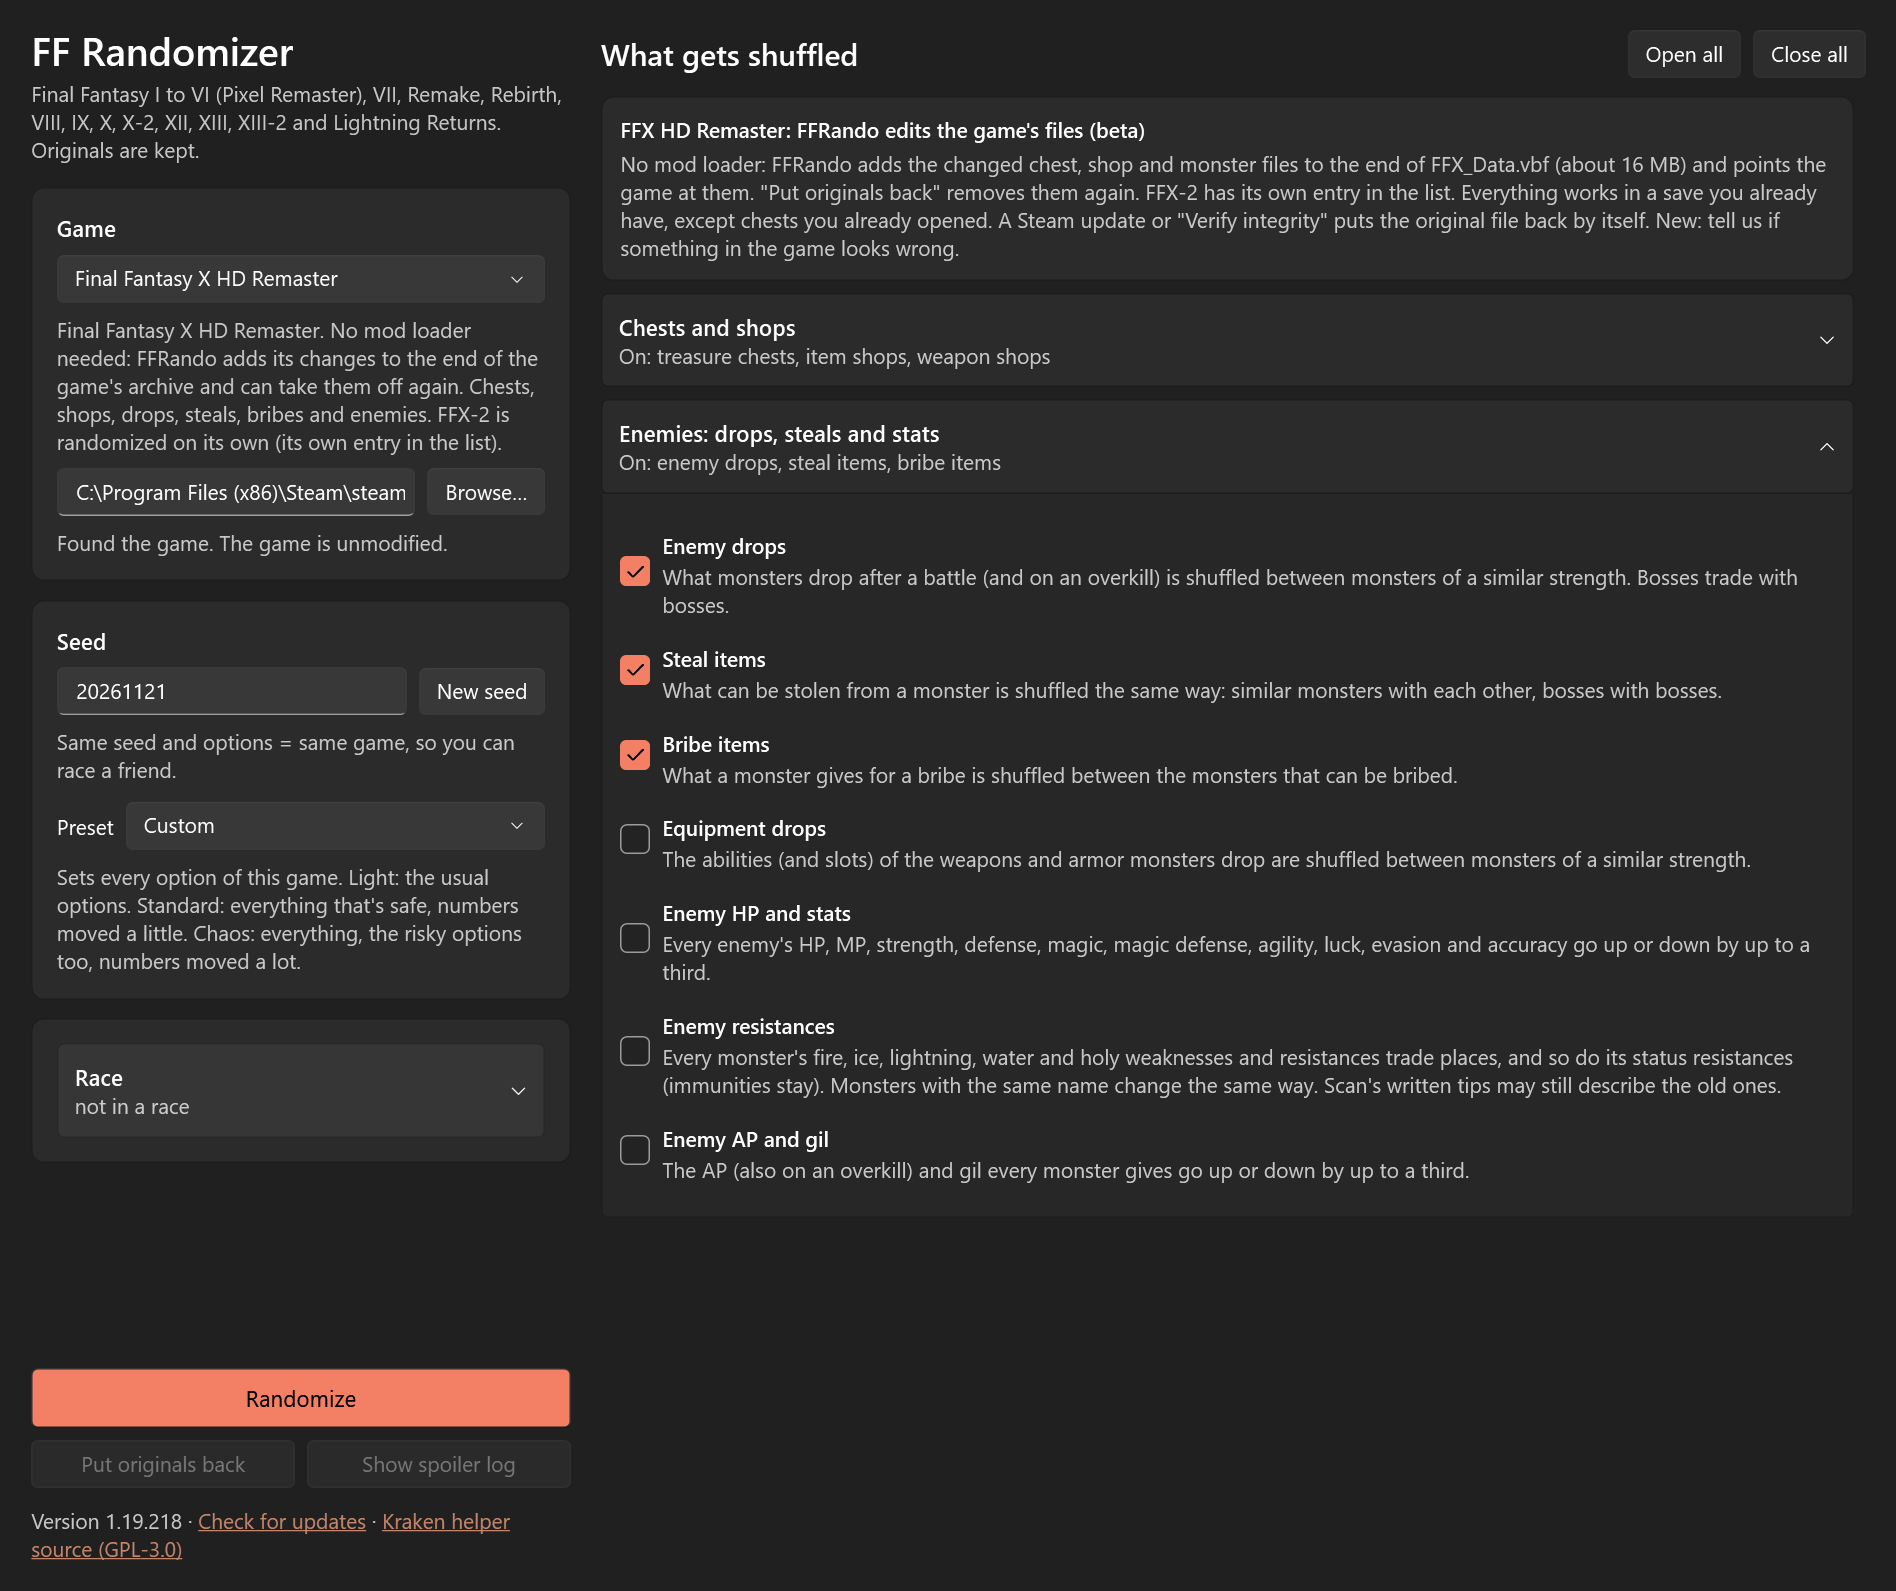 FF Randomizer
Final Fantasy I to VI (Pixel Remaster), VII, Remake, Rebirth,
VIII, IX, X, X-2, XII, XIII, XIII-2 and Lightning Returns.
Originals are kept.
Game
Final Fantasy X HD Remaster
Final Fantasy X HD Remaster. No mod loader
needed: FFRando adds its changes to the end of the
game's archive and can take them off again. Chests,
shops, drops, steals, bribes and enemies. FFX-2 is
randomized on its own (its own entry in the list).
C:\Program Files (x86)\Steam\steam
Browse...
Found the game. The game is unmodified.
Seed
20261121
New seed
Same seed and options = same game, so you can
race a friend.
Preset
Custom
Sets every option of this game. Light: the usual
options. Standard: everything that's safe, numbers
moved a little. Chaos: everything, the risky options
too, numbers moved a lot.
Race
not in a race
Randomize
Put originals back
Show spoiler log
Version 1.19.218 · Check for updates · Kraken helper
source (GPL-3.0)
What gets shuffled
Open all
Close all
FFX HD Remaster: FFRando edits the game's files (beta)
No mod loader: FFRando adds the changed chest, shop and monster files to the end of FFX_Data.vbf (about 16 MB) and points the
game at them. "Put originals back" removes them again. FFX-2 has its own entry in the list. Everything works in a save you already
have, except chests you already opened. A Steam update or "Verify integrity" puts the original file back by itself. New: tell us if
something in the game looks wrong.
Chests and shops
On: treasure chests, item shops, weapon shops
Enemies: drops, steals and stats
On: enemy drops, steal items, bribe items
Enemy drops
What monsters drop after a battle (and on an overkill) is shuffled between monsters of a similar strength. Bosses trade with
bosses.
Steal items
What can be stolen from a monster is shuffled the same way: similar monsters with each other, bosses with bosses.
Bribe items
What a monster gives for a bribe is shuffled between the monsters that can be bribed.
Equipment drops
The abilities (and slots) of the weapons and armor monsters drop are shuffled between monsters of a similar strength.
Enemy HP and stats
Every enemy's HP, MP, strength, defense, magic, magic defense, agility, luck, evasion and accuracy go up or down by up to a
third.
Enemy resistances
Every monster's fire, ice, lightning, water and holy weaknesses and resistances trade places, and so do its status resistances
(immunities stay). Monsters with the same name change the same way. Scan's written tips may still describe the old ones.
Enemy AP and gil
The AP (also on an overkill) and gil every monster gives go up or down by up to a third.